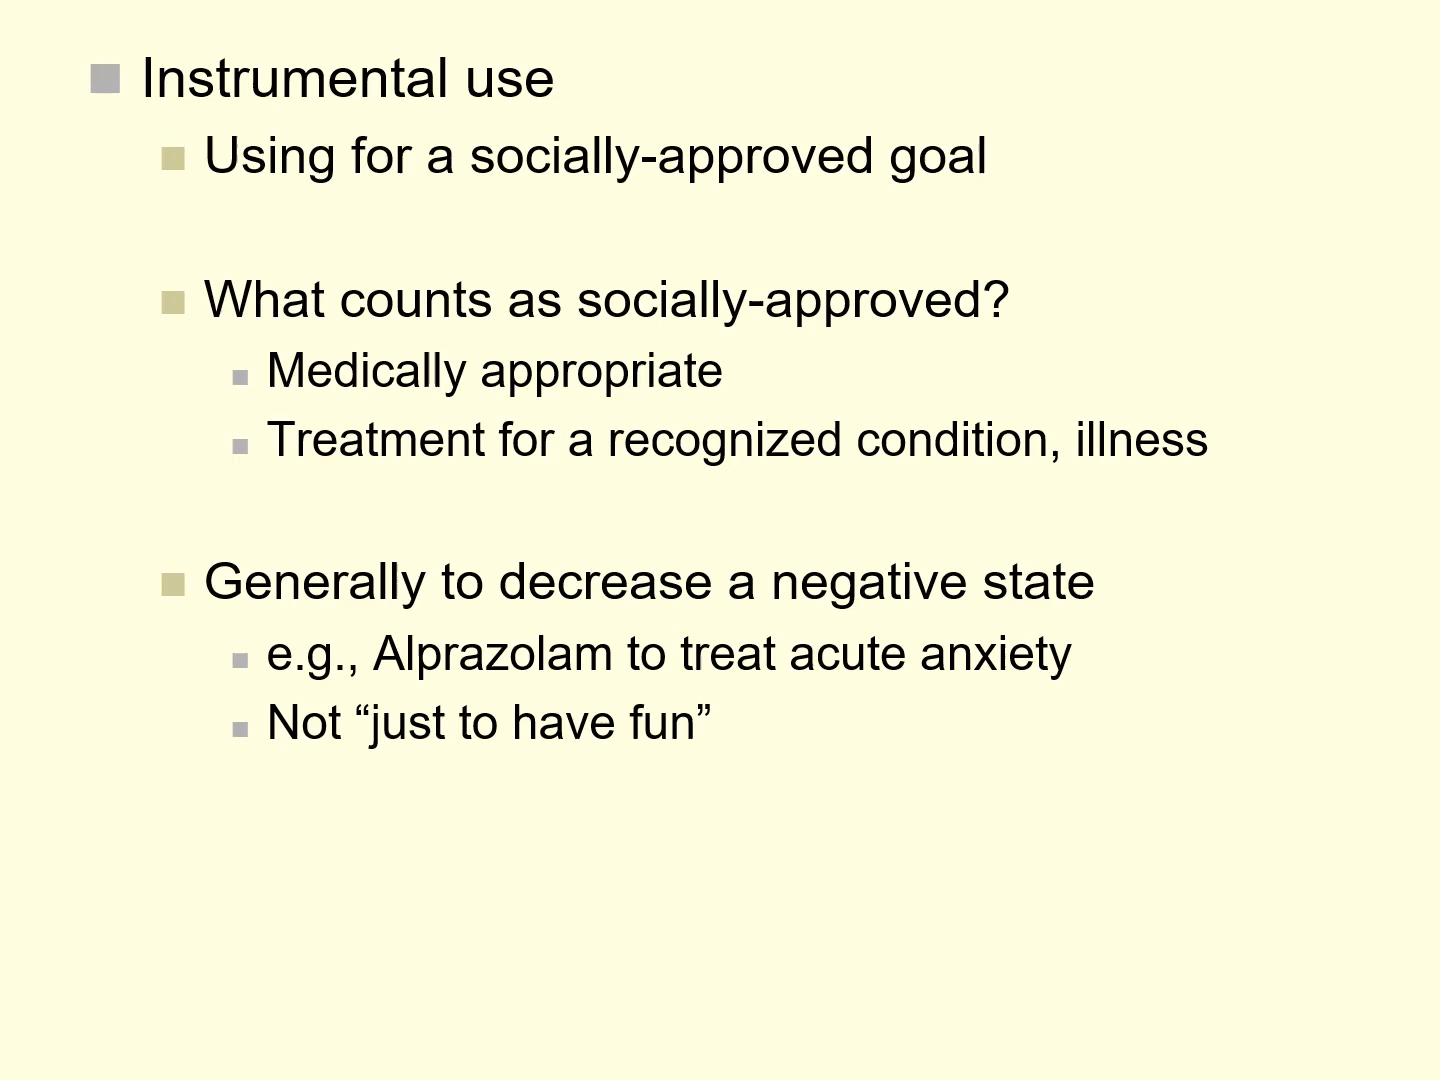 Instrumental use
Using for a socially-approved goal
What counts as socially-approved?
Medically appropriate
Treatment for a recognized condition, illness
Generally to decrease a negative state
e.g., Alprazolam to treat acute anxiety
Not “just to have fun”